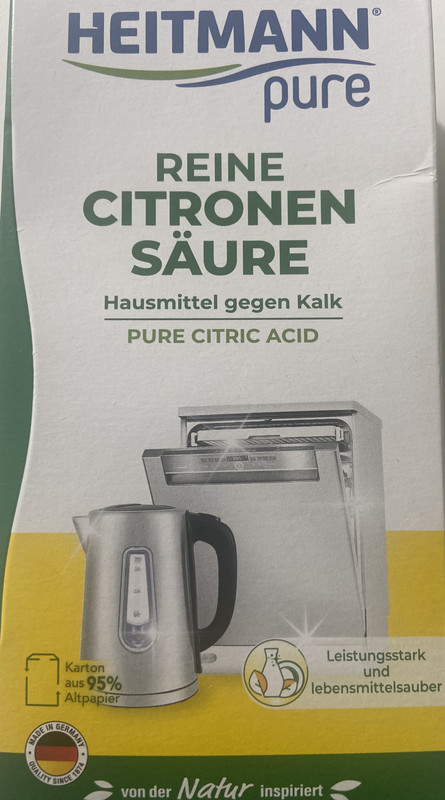 HEITMANN®
pure
REINE
CITRONEN
SÄURE
Hausmittel gegen Kalk
PURE CITRIC ACID
Leistungsstark
und
lebensmittelsauber
Karton
aus 95%
Altpapier
MADE IN GERMANY
QUALITY SINCE 1874
von der Natur inspiriert